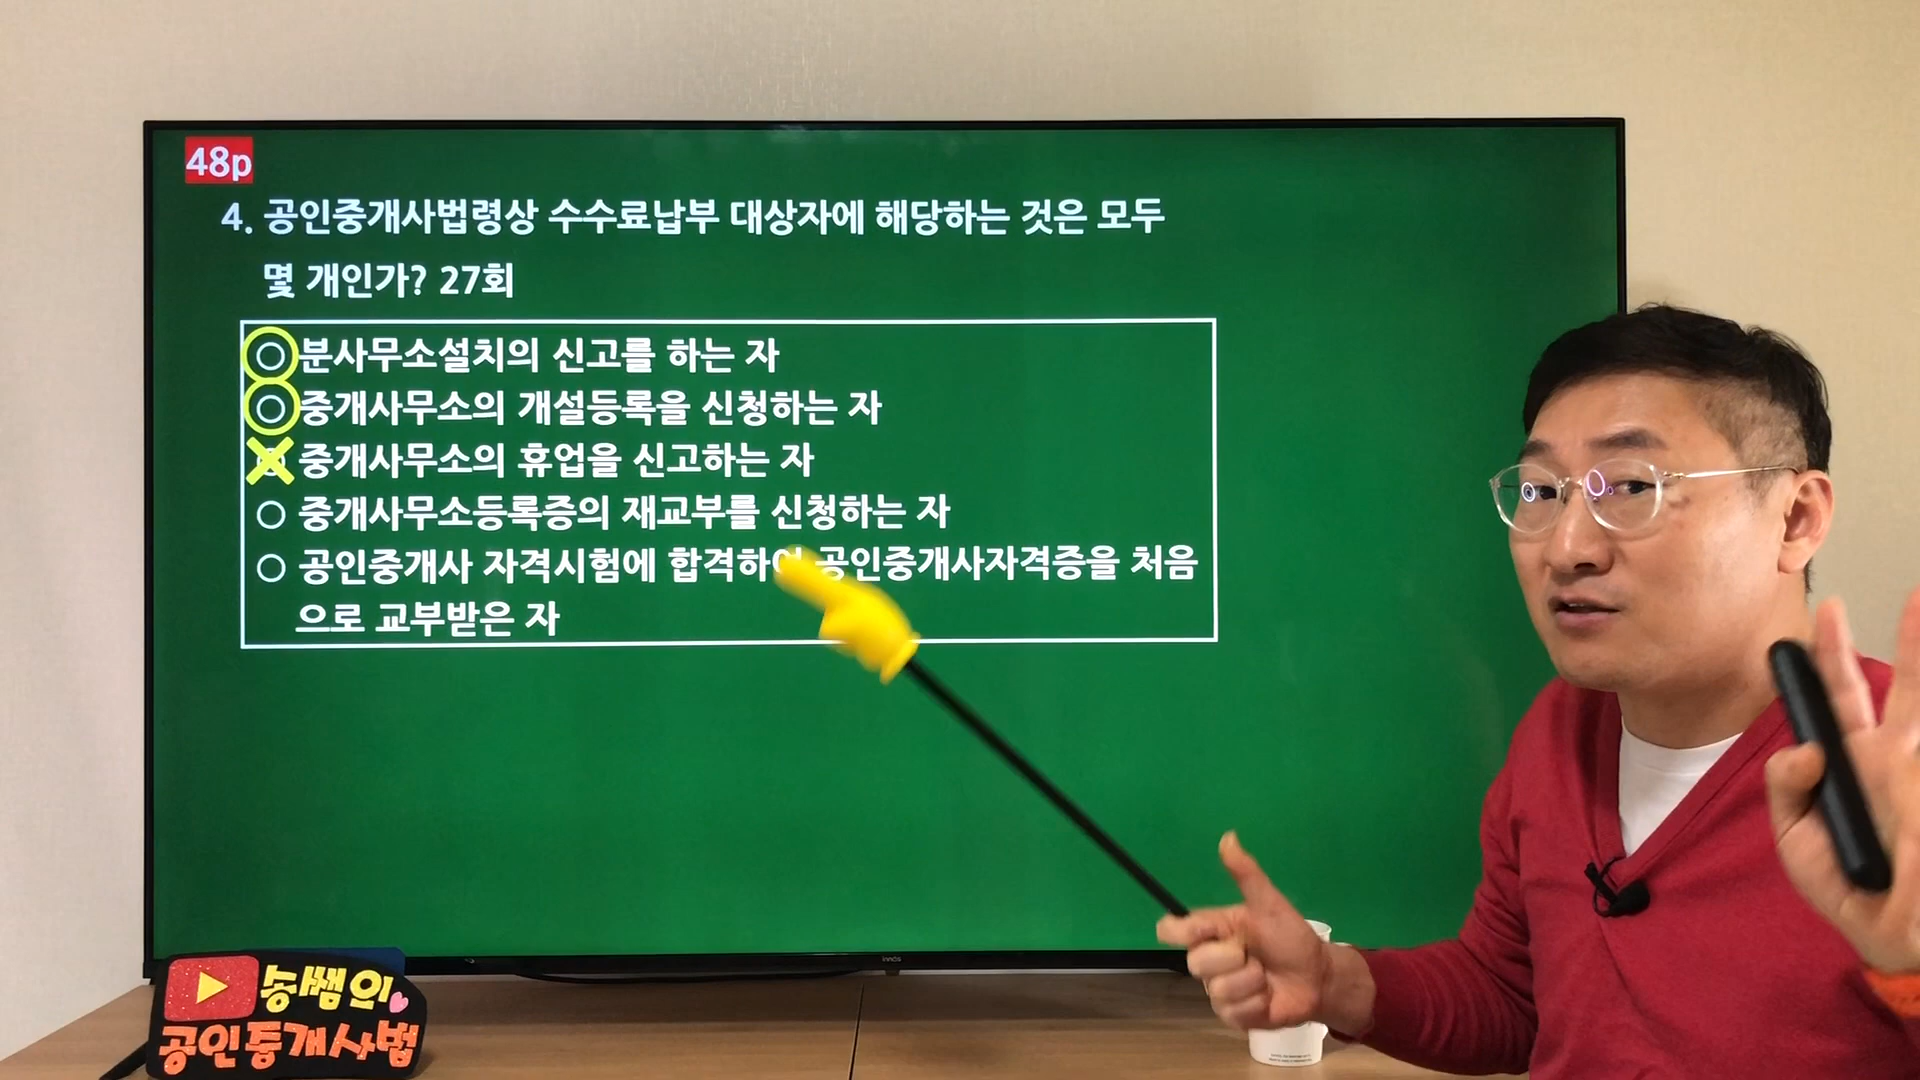 48p
4. 공인중개사법령상 수수료납부 대상자에 해당하는 것은 모두
몇 개인가? 27회
○ 분사무소설치의 신고를 하는 자
○ 중개사무소의 개설등록을 신청하는 자
중개사무소의 휴업을 신고하는 자
○ 중개사무소등록증의 재교부를 신청하는 자
○ 공인중개사 자격시험에 합격하여 공인중개사자격증을 처음
으로 교부받은 자
innos
송쌤의
공인중개사법